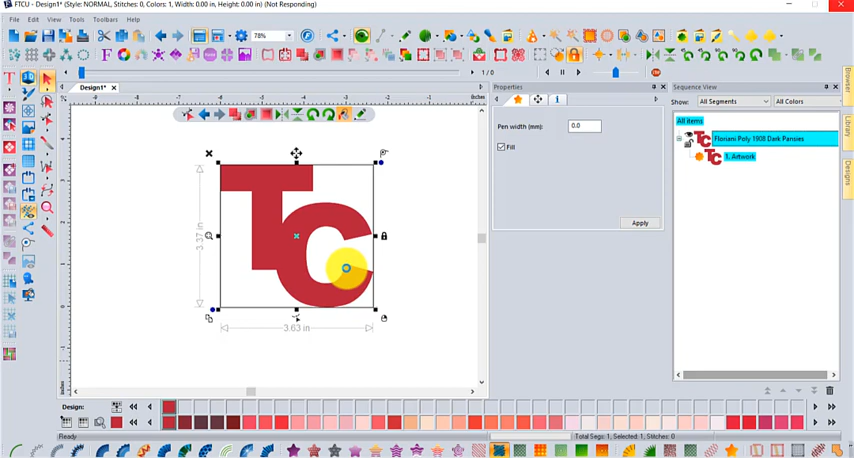 FTCU - Design1* (Style: NORMAL, Stitches: 0, Colors: 1, Width: 0.00 in, Height: 0.00 in) (Not Responding)
File Edit View Tools Toolbars Help
78%
1 / 0
Design1*
inches
TC
3.37 in
3.63 in
Properties
Pen width (mm): 0.0
Fill
Apply
Sequence View
Show: All Segments All Colors
All items
TC Floriani Poly 1908 Dark Pansies
TC 1. Artwork
Browser
Library
Designs
Design:
Ready Total Segs: 1, Selected: 1, Stitches: 0